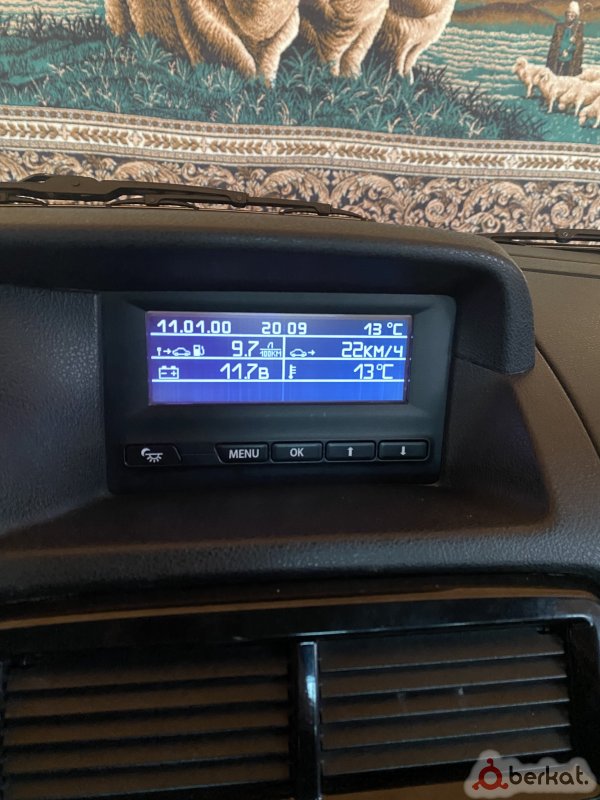 11.01.00 20 09 13 °C
9.7 л/100КМ 22КМ/Ч
11.7В 13°C
MENU OK
berkat.